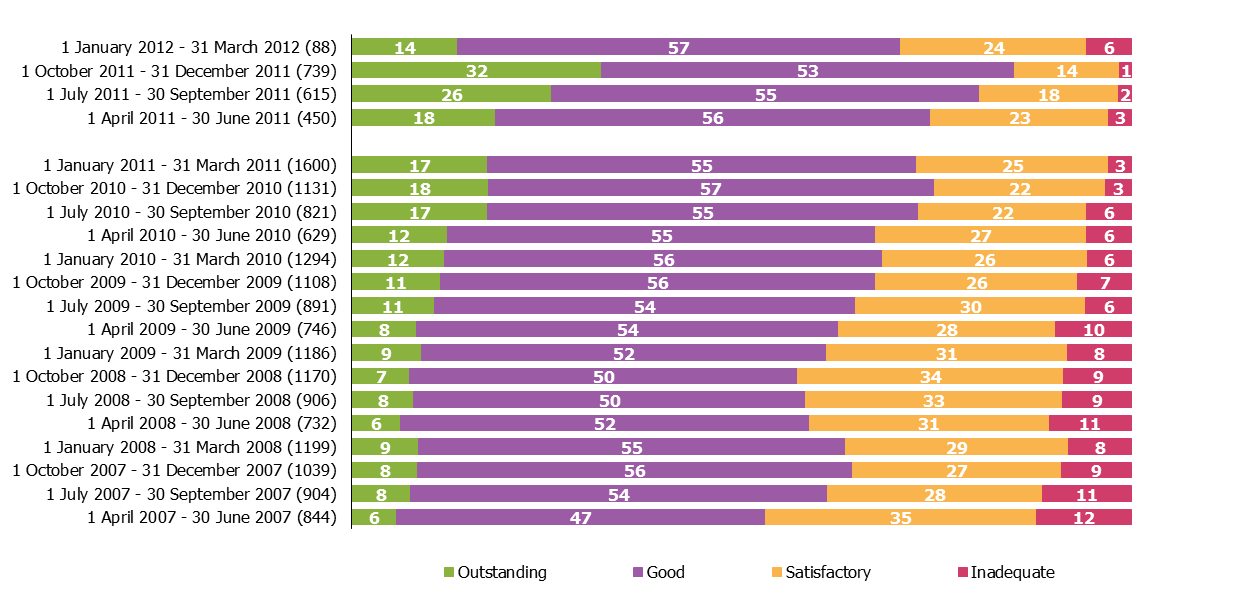 1 January 2012 - 31 March 2012 (88) 14 57 24 6
1 October 2011 - 31 December 2011 (739) 32 53 14 1
1 July 2011 - 30 September 2011 (615) 26 55 18 2
1 April 2011 - 30 June 2011 (450) 18 56 23 3
1 January 2011 - 31 March 2011 (1600) 17 55 25 3
1 October 2010 - 31 December 2010 (1131) 18 57 22 3
1 July 2010 - 30 September 2010 (821) 17 55 22 6
1 April 2010 - 30 June 2010 (629) 12 55 27 6
1 January 2010 - 31 March 2010 (1294) 12 56 26 6
1 October 2009 - 31 December 2009 (1108) 11 56 26 7
1 July 2009 - 30 September 2009 (891) 11 54 30 6
1 April 2009 - 30 June 2009 (746) 8 54 28 10
1 January 2009 - 31 March 2009 (1186) 9 52 31 8
1 October 2008 - 31 December 2008 (1170) 7 50 34 9
1 July 2008 - 30 September 2008 (906) 8 50 33 9
1 April 2008 - 30 June 2008 (732) 6 52 31 11
1 January 2008 - 31 March 2008 (1199) 9 55 29 8
1 October 2007 - 31 December 2007 (1039) 8 56 27 9
1 July 2007 - 30 September 2007 (904) 8 54 28 11
1 April 2007 - 30 June 2007 (844) 6 47 35 12
Outstanding Good Satisfactory Inadequate